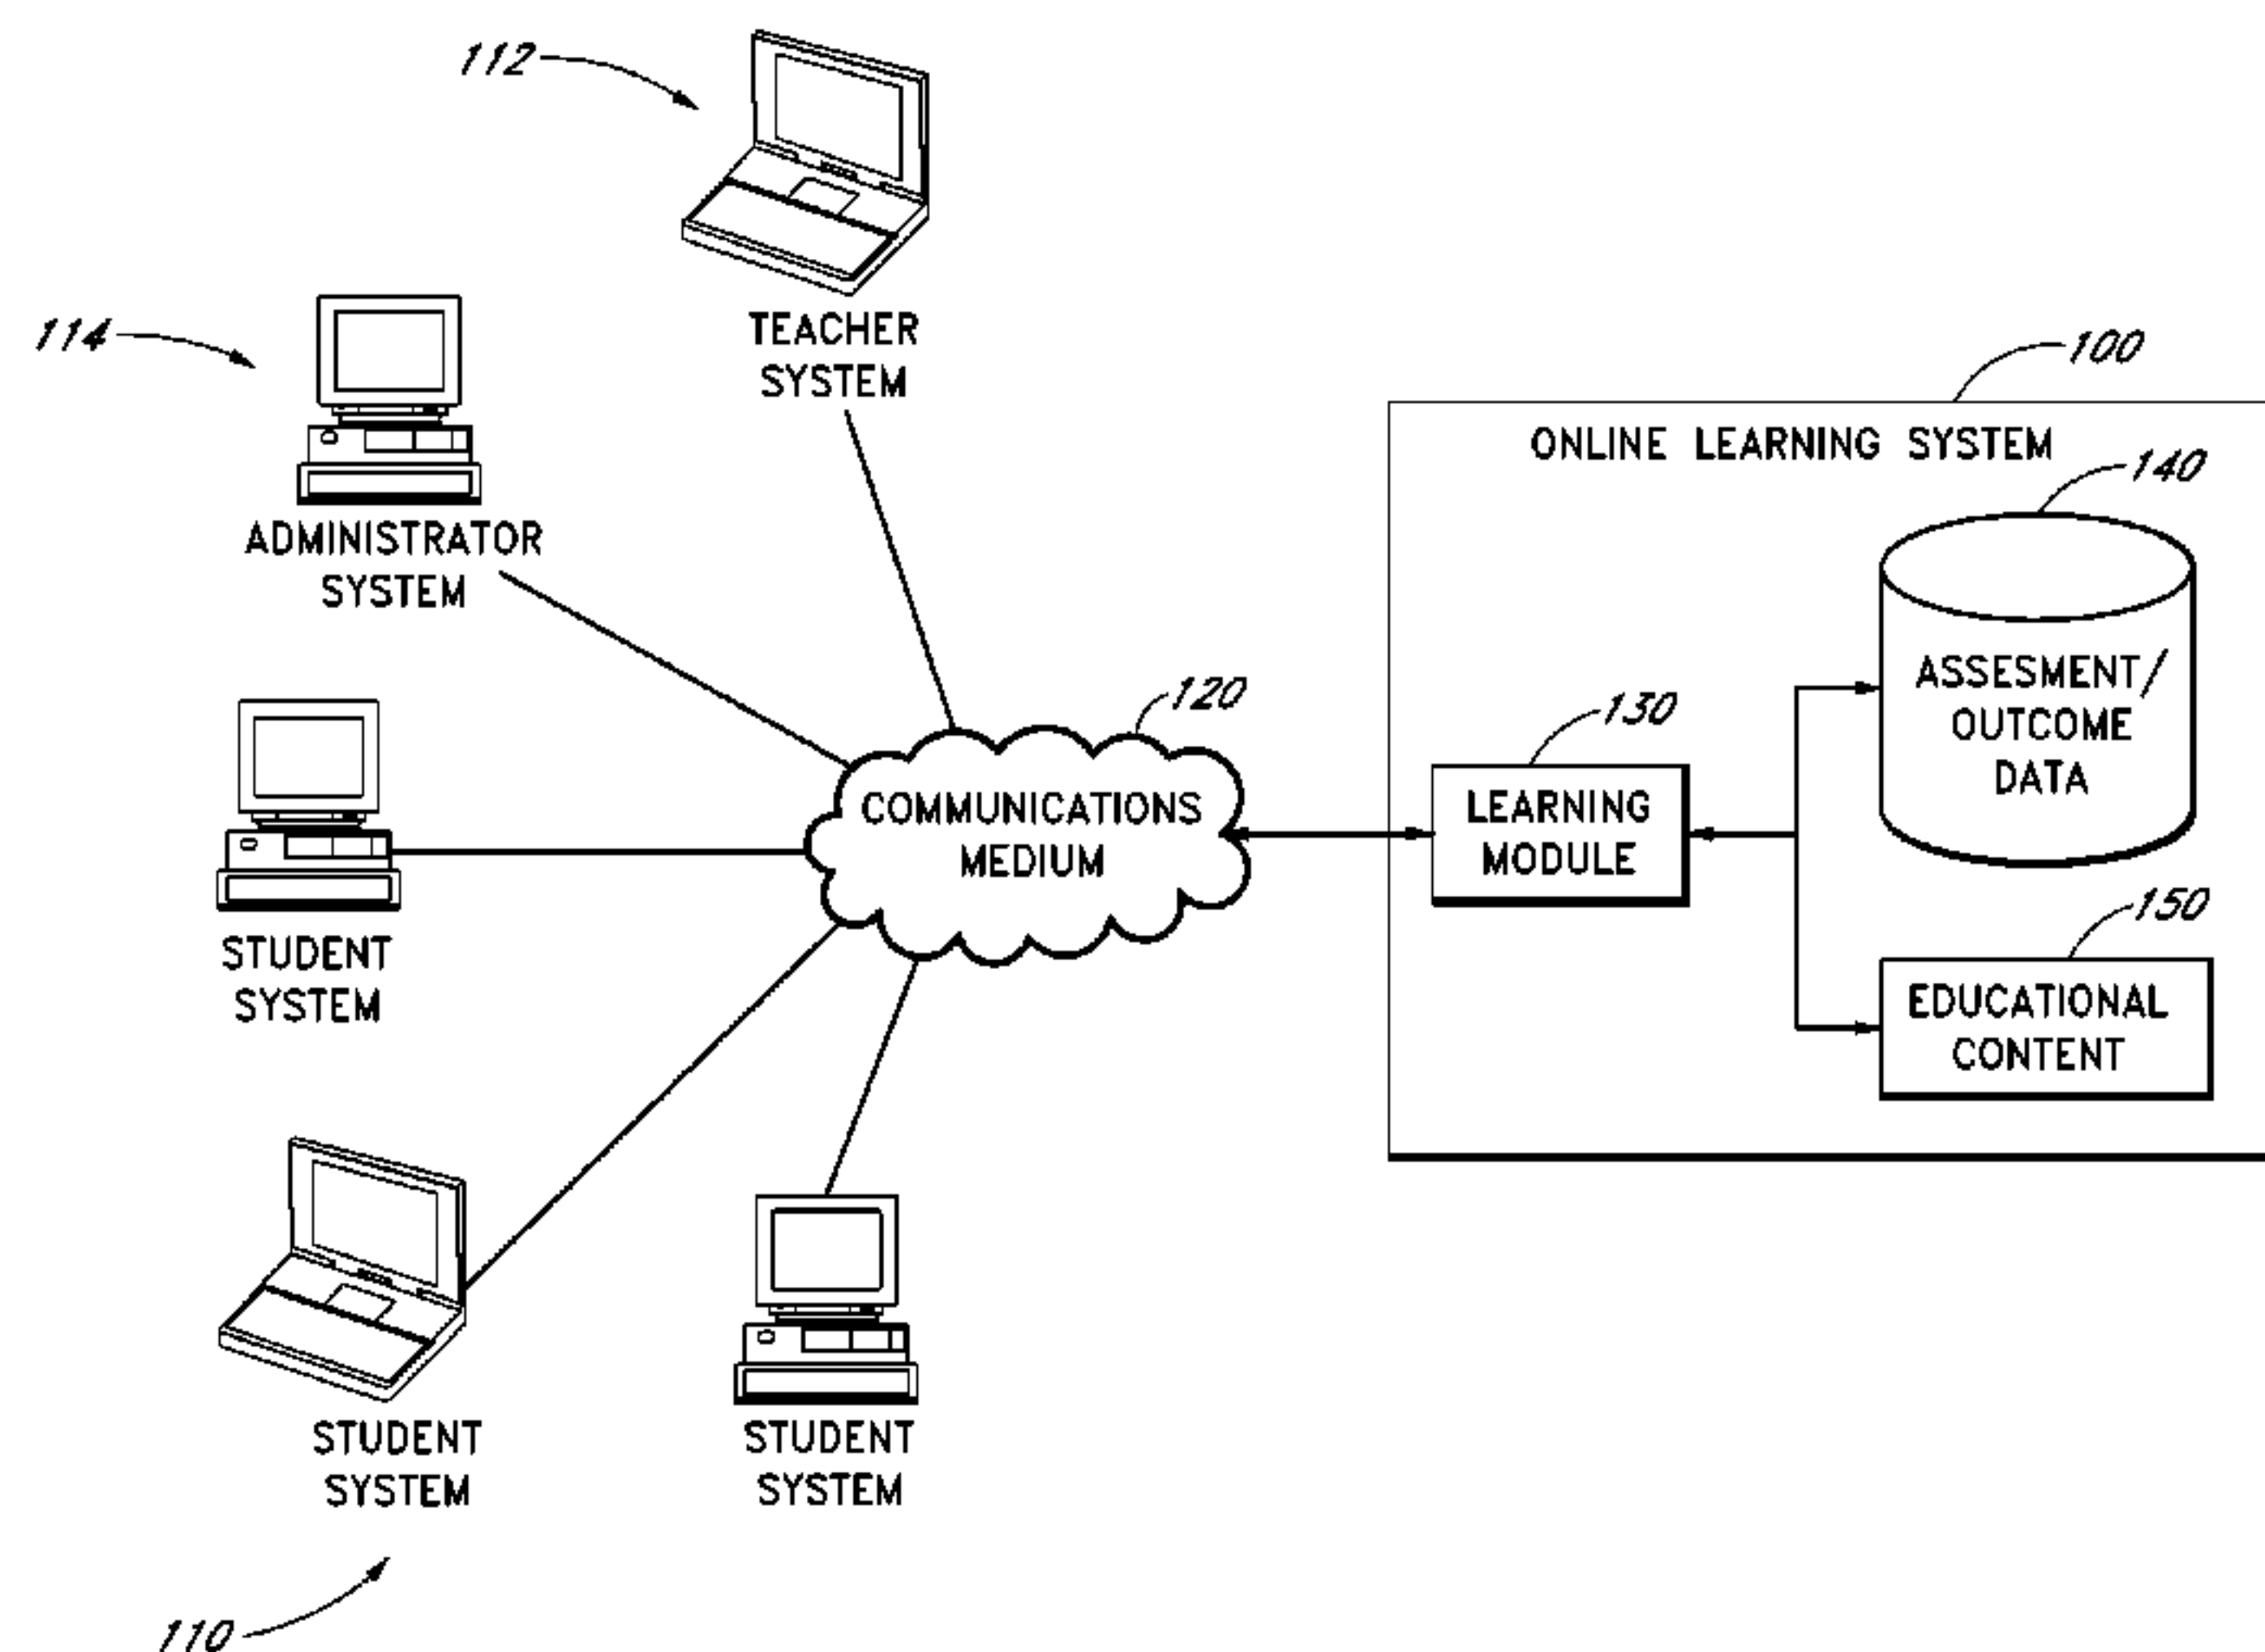 112
TEACHER
SYSTEM
114
ADMINISTRATOR
SYSTEM
100
ONLINE LEARNING SYSTEM
140
ASSESMENT/
OUTCOME
DATA
120
COMMUNICATIONS
MEDIUM
130
LEARNING
MODULE
150
EDUCATIONAL
CONTENT
STUDENT
SYSTEM
STUDENT
SYSTEM
STUDENT
SYSTEM
110